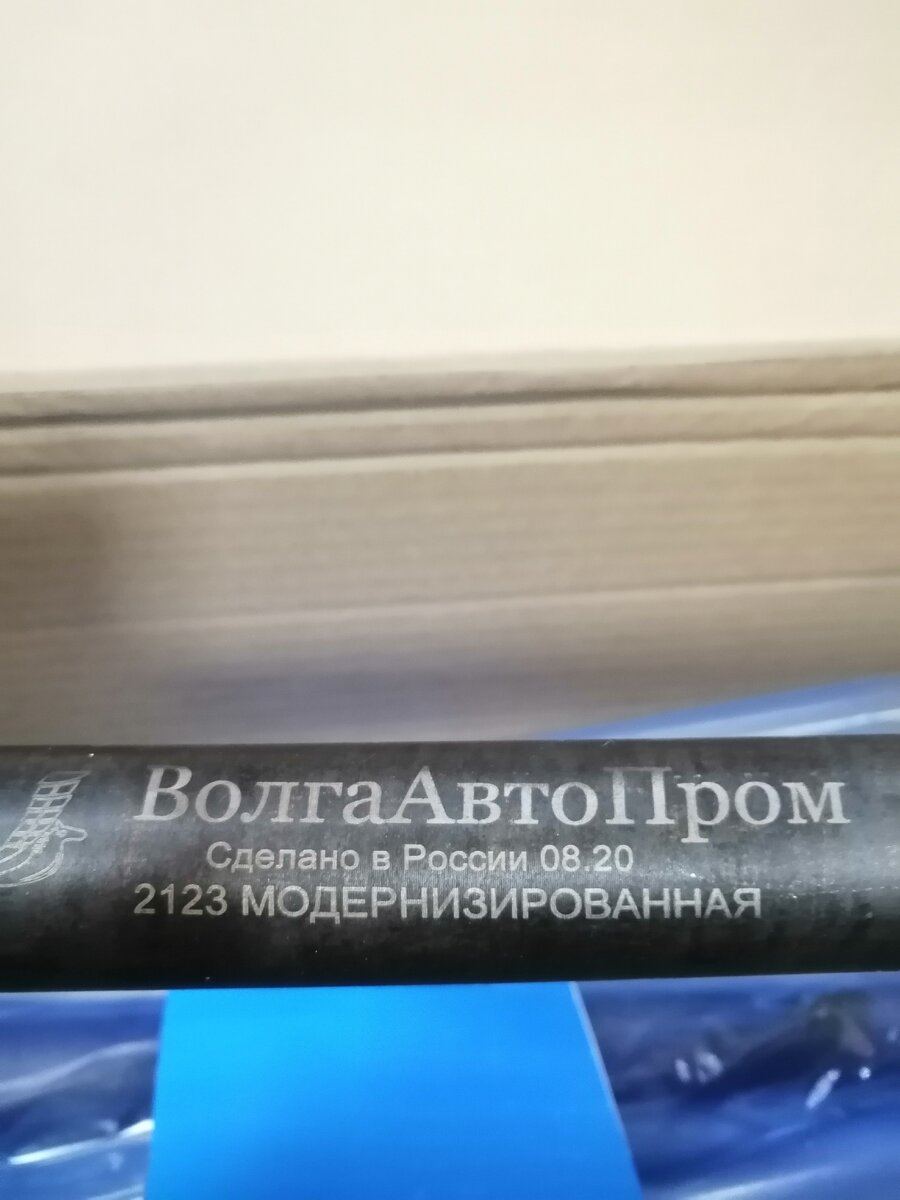 ВолгаАвтоПром
Сделано в России 08.20
2123 МОДЕРНИЗИРОВАННАЯ